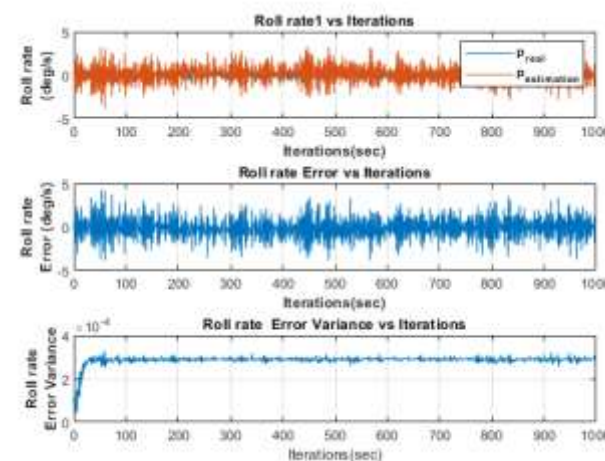 Roll rate1 vs Iterations
5
0
-5
Roll rate
(deg/s)
p_real
p_estimation
0 100 200 300 400 500 600 700 800 900 1000
Iterations(sec)
Roll rate Error vs Iterations
5
0
-5
Roll rate
Error (deg/s)
0 100 200 300 400 500 600 700 800 900 1000
Iterations(sec)
Roll rate Error Variance vs Iterations
4
2
0
Roll rate
Error Variance
0 100 200 300 400 500 600 700 800 900 1000
Iterations(sec)